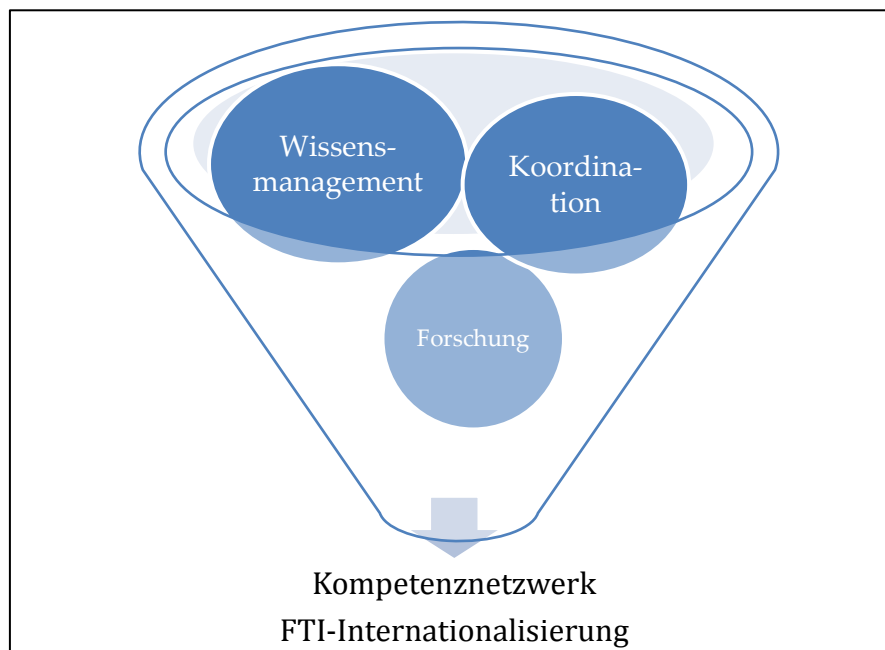 Wissens-
management
Koordina-
tion
Forschung
Kompetenznetzwerk
FTI-Internationalisierung